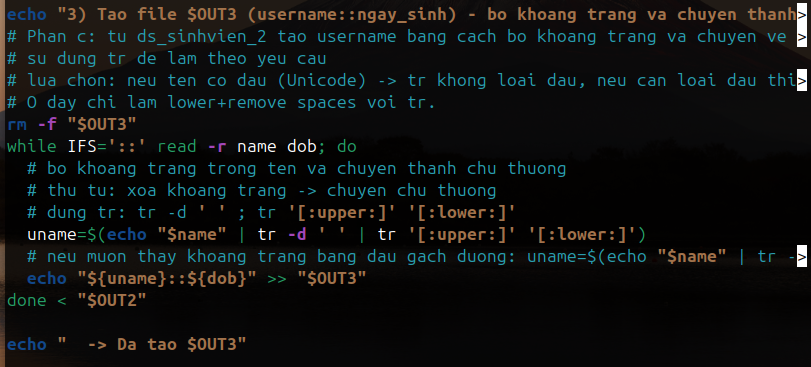 echo "3) Tao file $OUT3 (username::ngay_sinh) - bo khoang trang va chuyen thanh>
# Phan c: tu ds_sinhvien_2 tao username bang cach bo khoang trang va chuyen ve >
# su dung tr de lam theo yeu cau
# lua chon: neu ten co dau (Unicode) -> tr khong loai dau, neu can loai dau thi>
# O day chi lam lower+remove spaces voi tr.
rm -f "$OUT3"
while IFS='::' read -r name dob; do
  # bo khoang trang trong ten va chuyen thanh chu thuong
  # thu tu: xoa khoang trang -> chuyen chu thuong
  # dung tr: tr -d ' ' ; tr '[:upper:]' '[:lower:]'
  uname=$(echo "$name" | tr -d ' ' | tr '[:upper:]' '[:lower:]')
  # neu muon thay khoang trang bang dau gach duong: uname=$(echo "$name" | tr ->
  echo "${uname}::${dob}" >> "$OUT3"
done < "$OUT2"

echo "  -> Da tao $OUT3"